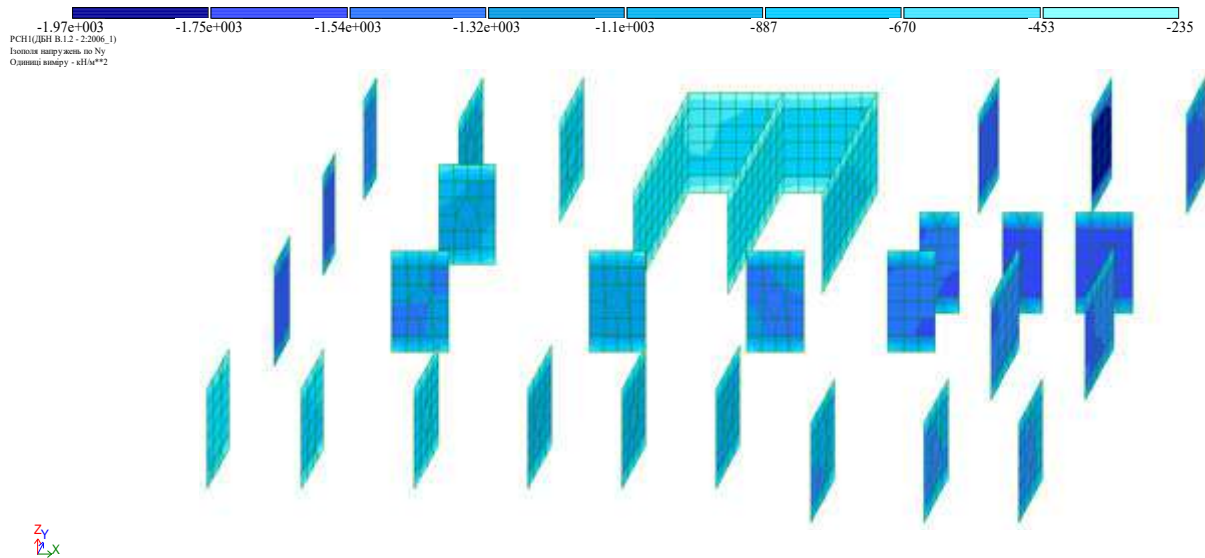 -1.97e+003 -1.75e+003 -1.54e+003 -1.32e+003 -1.11e+003 -887 -670 -453 -235
РСН1(ДБН В.1.2 - 2:2006_1)
Ізополя напружень по Ny
Одиниці виміру - кН/м**2
Z
Y
X